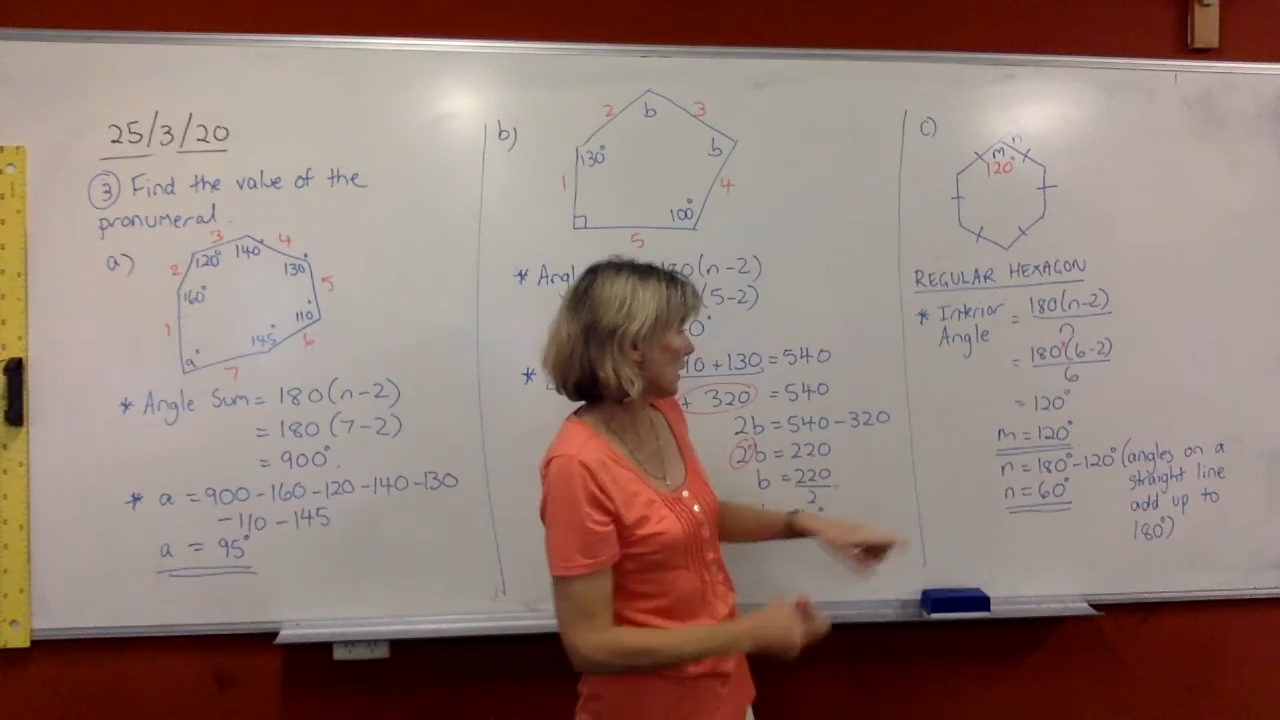 25/3/20
③ Find the value of the
pronumeral.
a)
3
4
2
120°
140°
130°
160°
5
1
110°
145°
6
a°
7
* Angle Sum = 180(n-2)
= 180(7-2)
= 900°.
* a = 900-160-120-140-130
-110-145
a = 95°
b)
2
b
3
130°
b
1
4
100°
5
* Angle 180(n-2)
(5-2)
0°
*
+130 = 540
+ 320 = 540
2b = 540-320
2b = 220
b = 220
2
c)
n
m
120°
REGULAR HEXAGON
* Interior = 180(n-2)
Angle n
= 180°(6-2)
6
= 120°
m = 120°
n = 180°-120° (angles on a
straight line
n = 60°
add up to
180°)